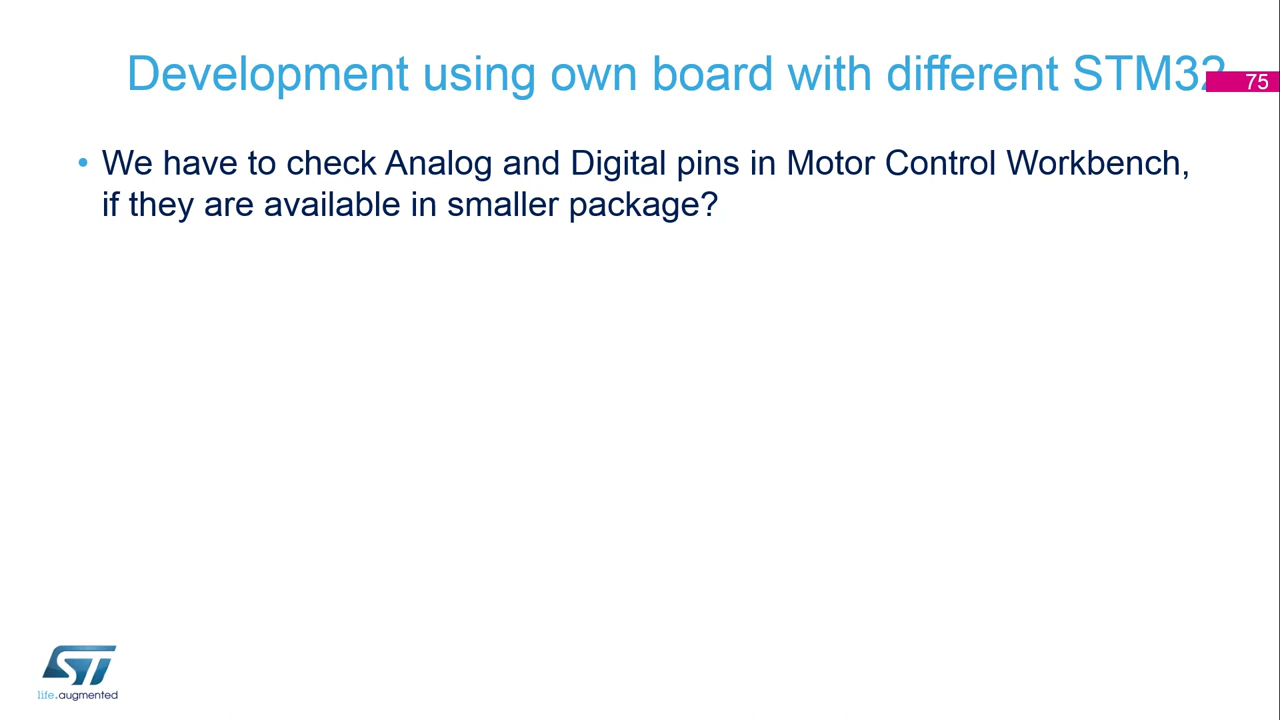 Development using own board with different STM32
75
• We have to check Analog and Digital pins in Motor Control Workbench,
if they are available in smaller package?
ST
life.augmented